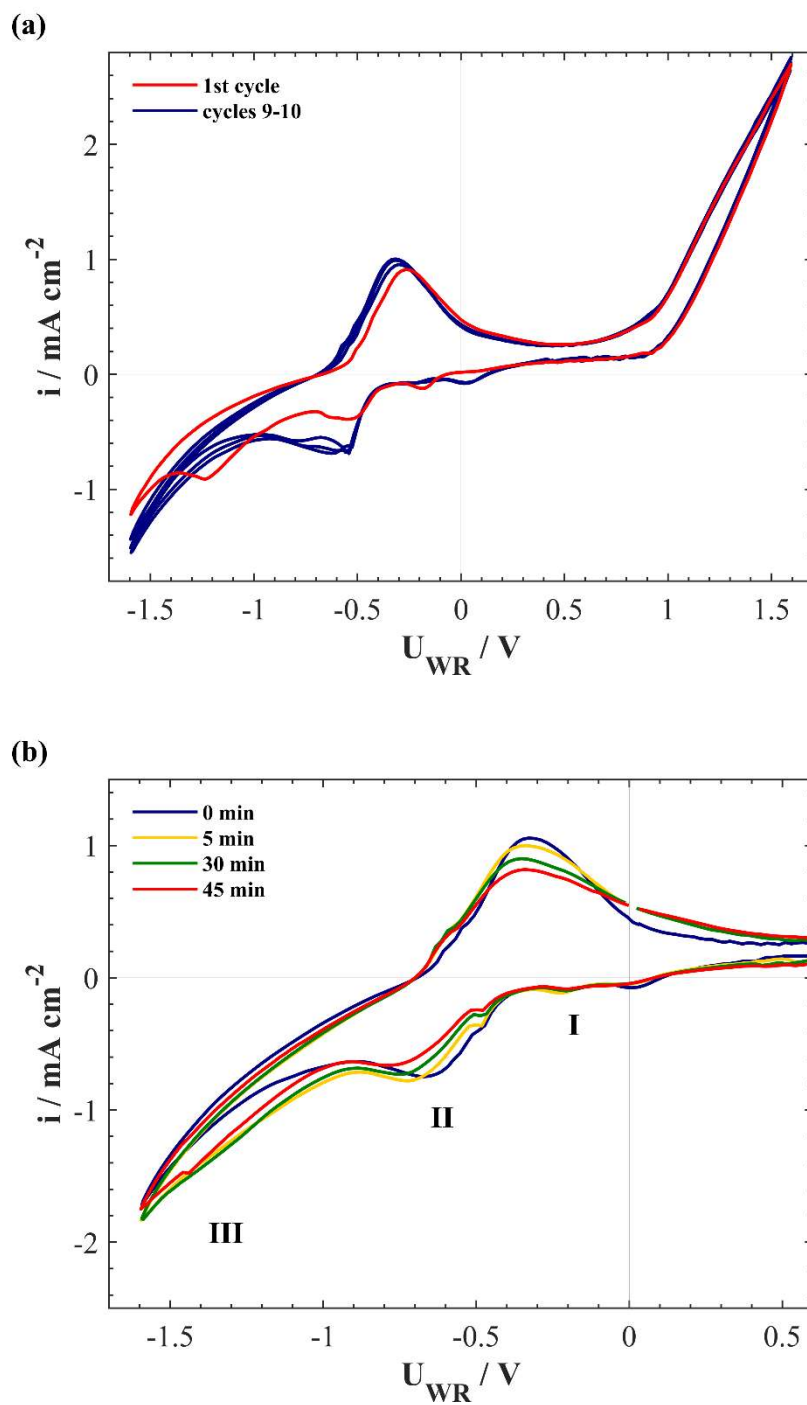 (a)
1st cycle
cycles 9-10
i / mA cm-2
2
1
0
-1
-1.5 -1 -0.5 0 0.5 1 1.5
UWR / V
(b)
0 min
5 min
30 min
45 min
i / mA cm-2
1
0
-1
-2
I
II
III
-1.5 -1 -0.5 0 0.5
UWR / V